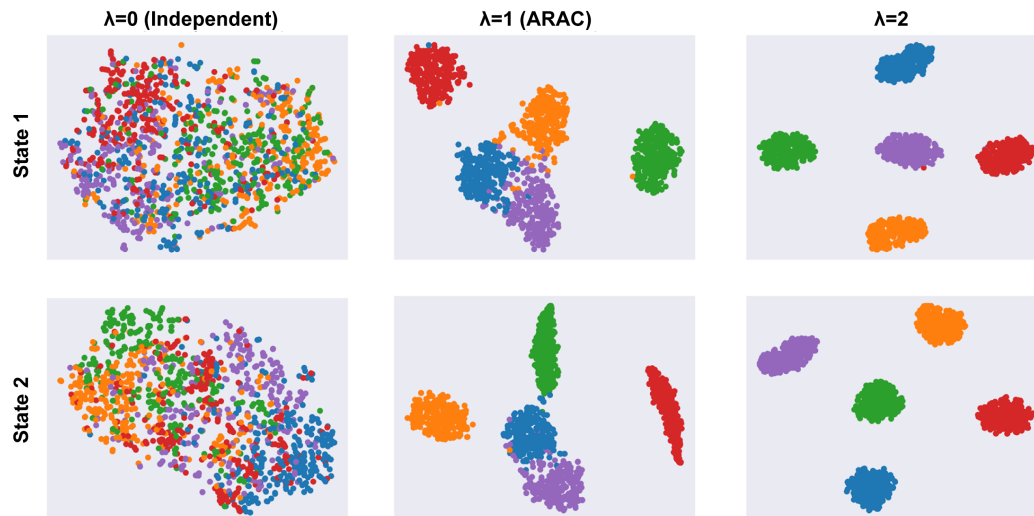 λ=0 (Independent)
λ=1 (ARAC)
λ=2
State 1
State 2